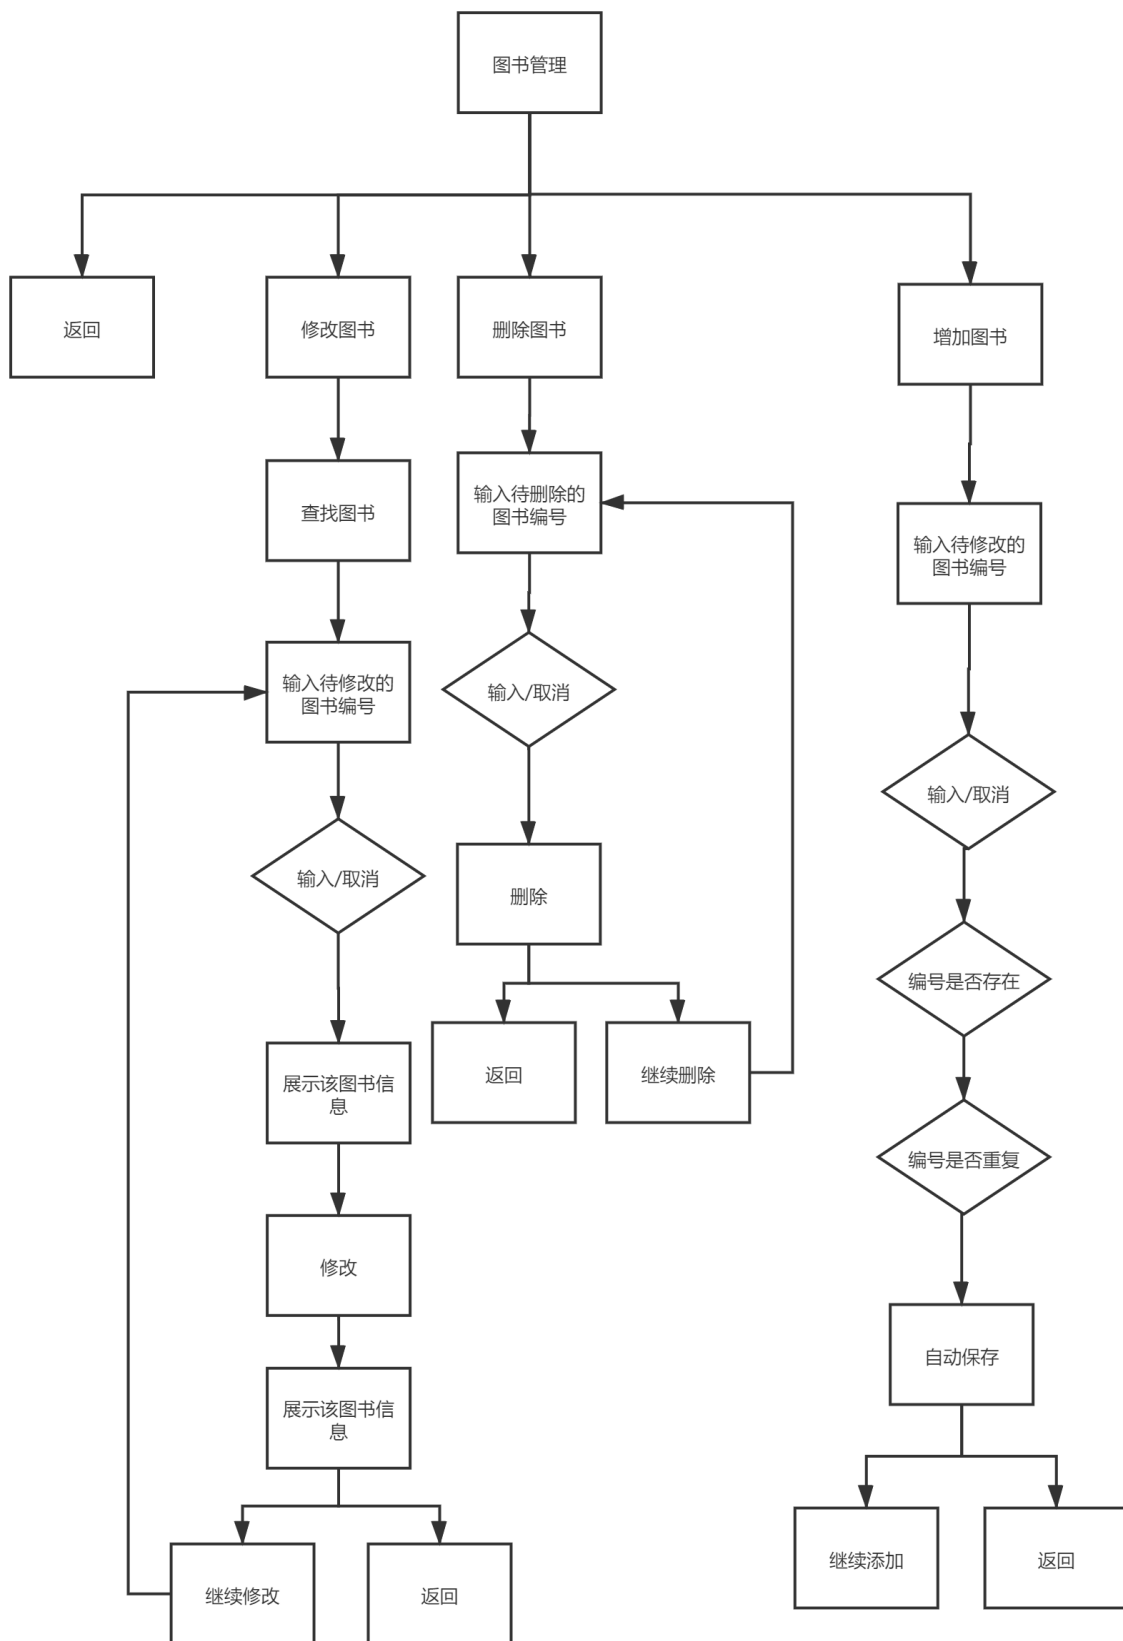 图书管理
返回
修改图书
删除图书
增加图书
查找图书
输入待删除的
图书编号
输入待修改的
图书编号
输入待修改的
图书编号
输入/取消
输入/取消
输入/取消
删除
编号是否存在
展示该图书信
息
返回
继续删除
编号是否重复
修改
自动保存
展示该图书信
息
继续添加
返回
继续修改
返回